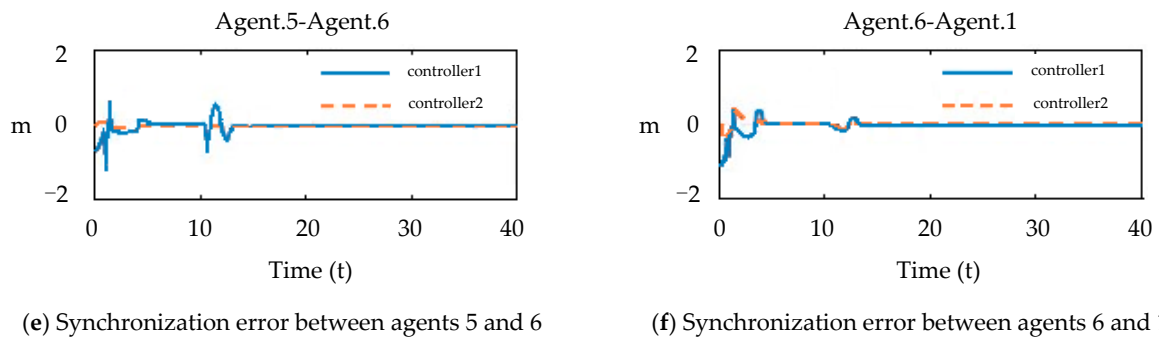 Agent.5-Agent.6
2
controller1
controller2
m
0
−2
0
10
20
30
40
Time (t)
(e) Synchronization error between agents 5 and 6
Agent.6-Agent.1
2
controller1
controller2
m
0
−2
0
10
20
30
40
Time (t)
(f) Synchronization error between agents 6 and